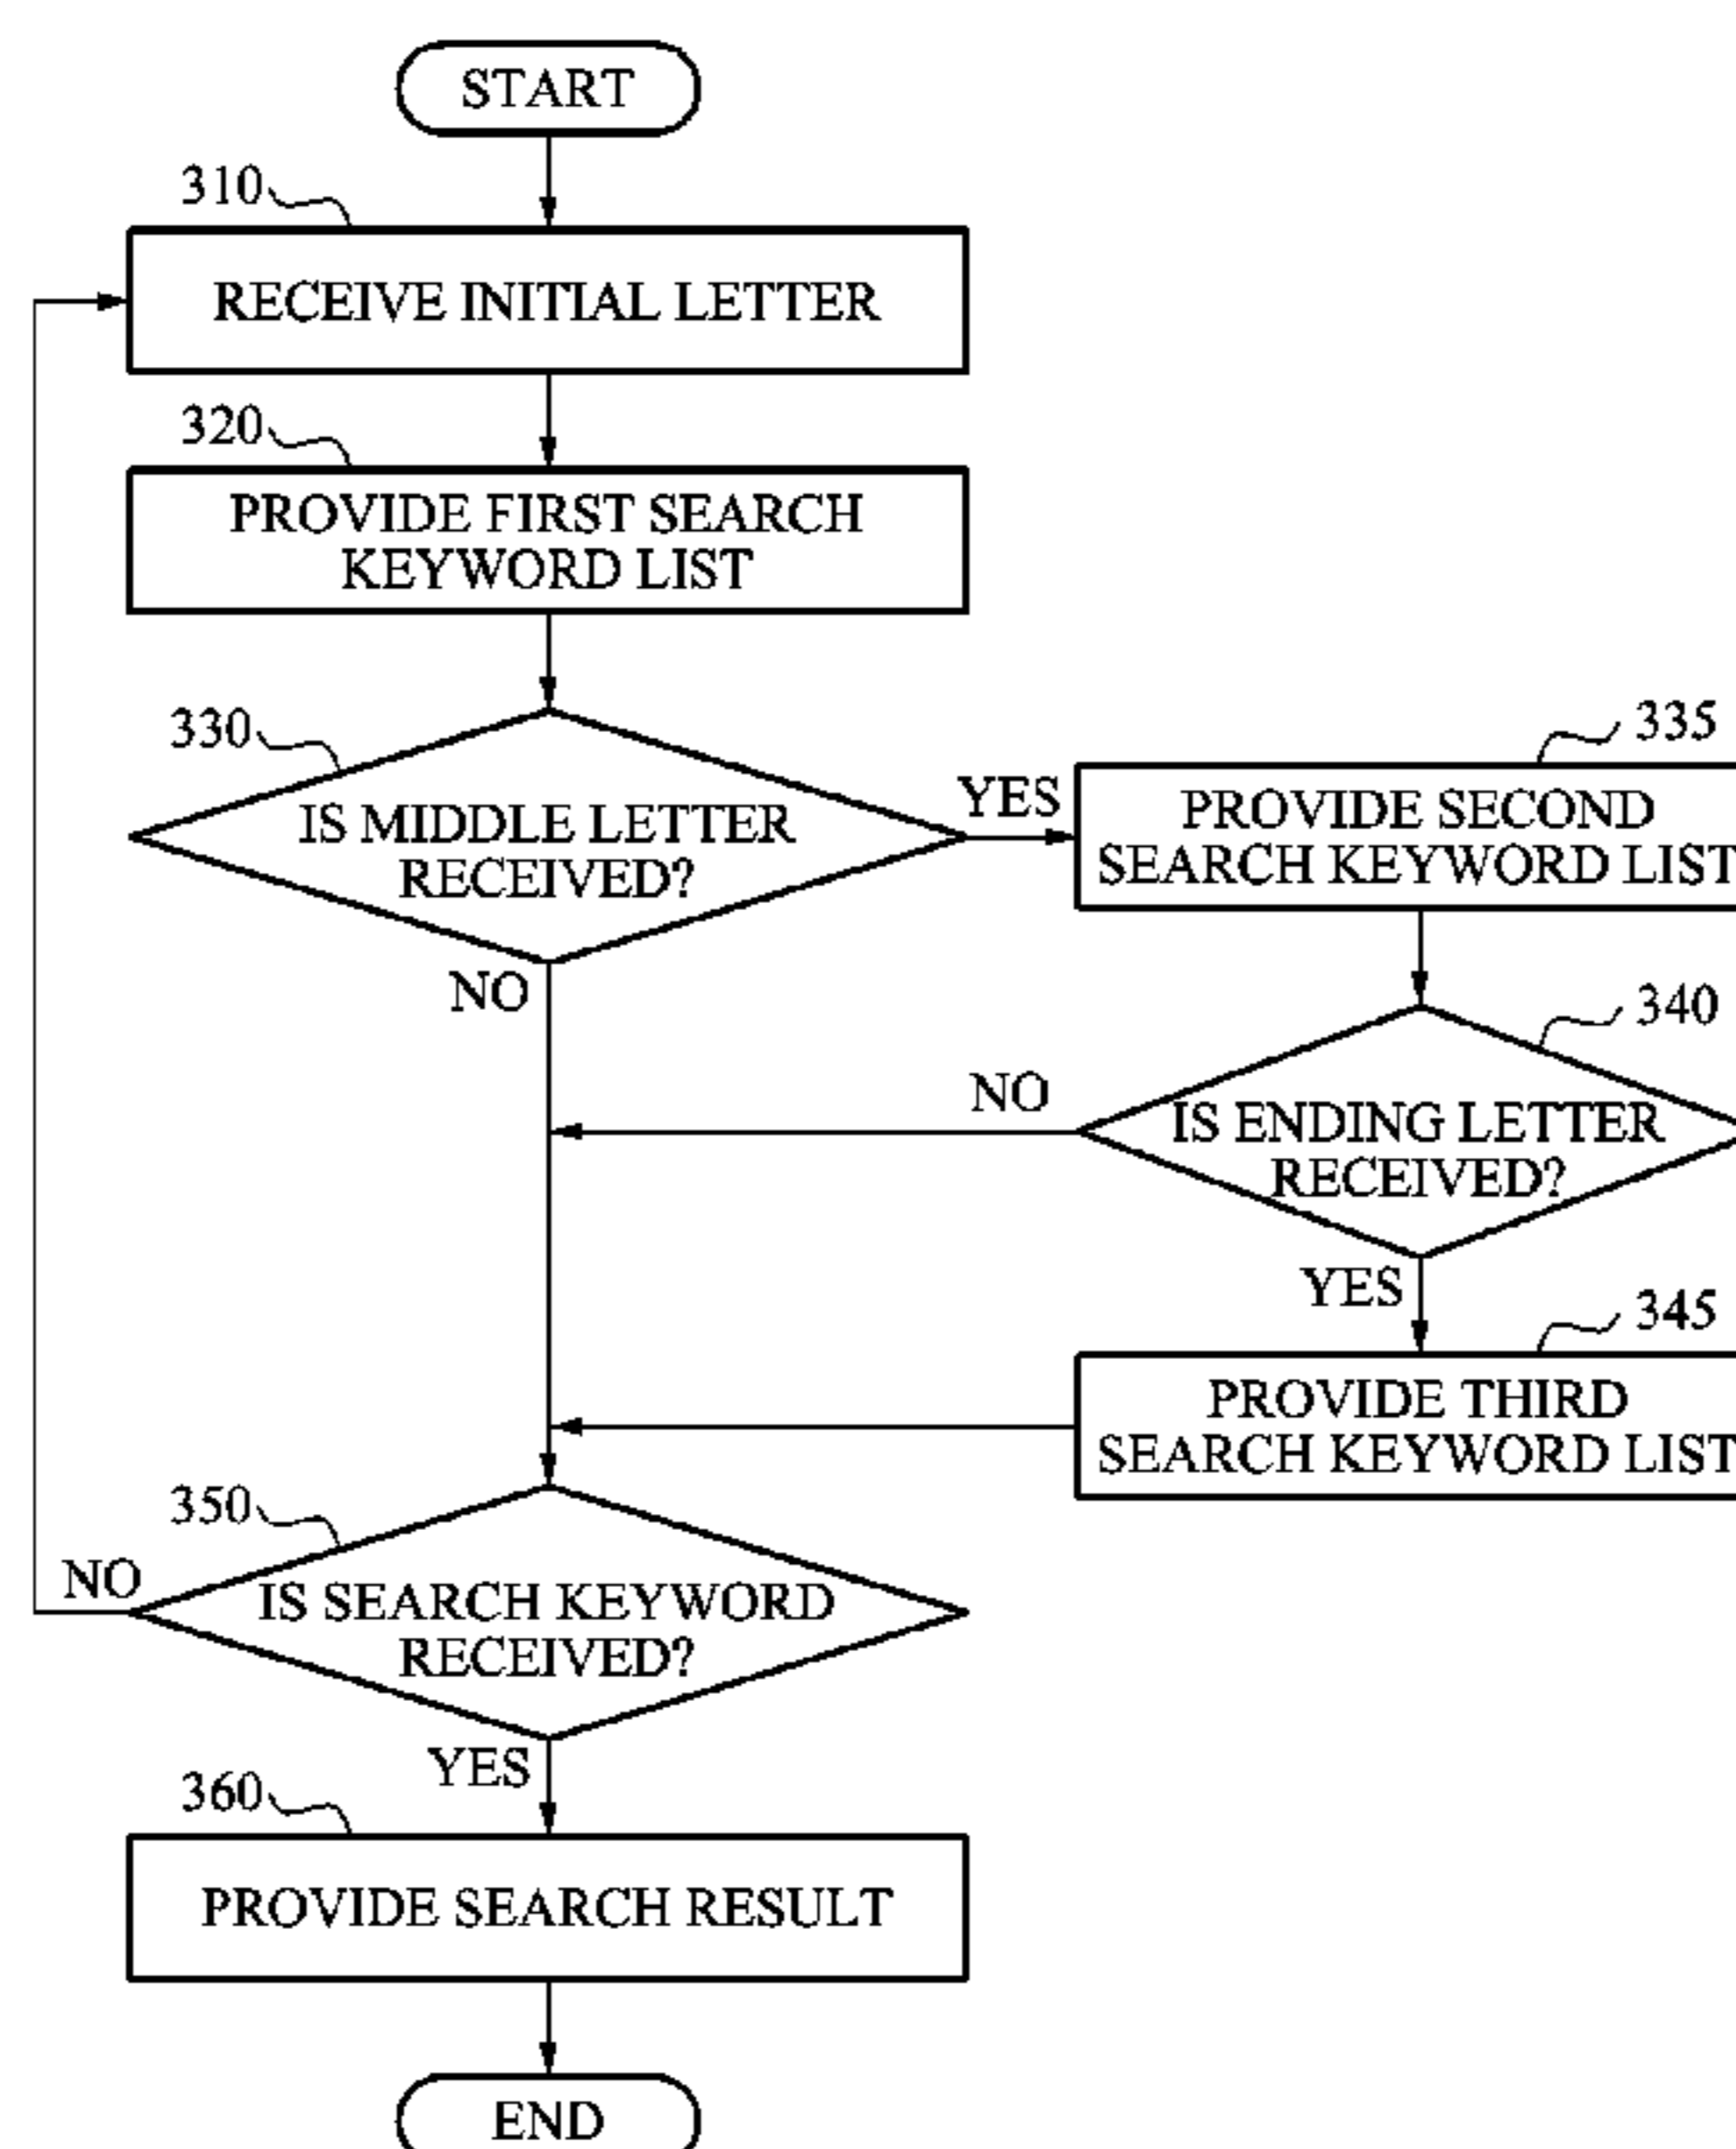 START
310
RECEIVE INITIAL LETTER
320
PROVIDE FIRST SEARCH
KEYWORD LIST
330
IS MIDDLE LETTER
RECEIVED?
YES
NO
335
PROVIDE SECOND
SEARCH KEYWORD LIST
340
IS ENDING LETTER
RECEIVED?
NO
YES
345
PROVIDE THIRD
SEARCH KEYWORD LIST
350
IS SEARCH KEYWORD
RECEIVED?
NO
YES
360
PROVIDE SEARCH RESULT
END